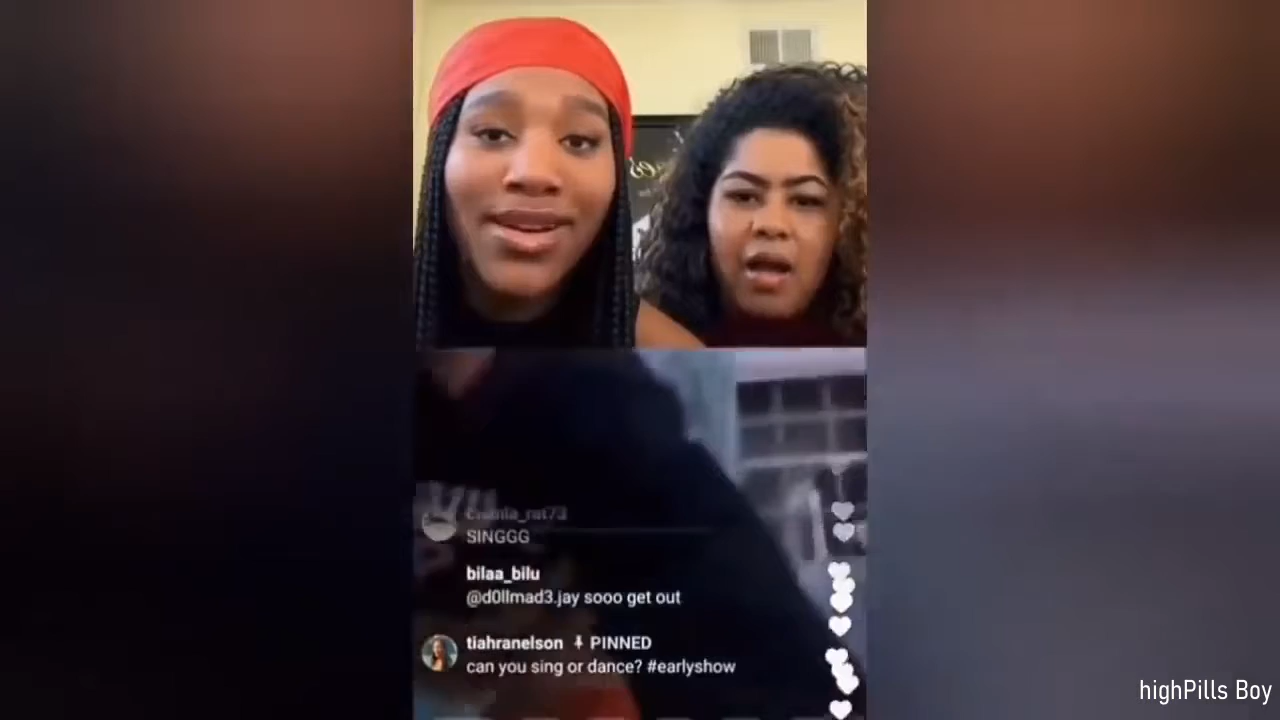 SINGGG
bilaa_bilu
@d0llmad3.jay sooo get out
tiahranelson PINNED
can you sing or dance? #earlyshow
highPills Boy